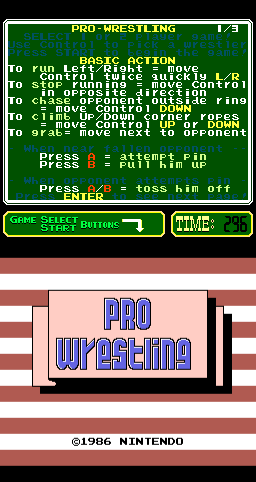 PRO-WRESTLING 1/3
BASIC ACTION
To run Left/Right = move
Control twice quickly L/R
To stop running = move Control
in opposite direction
To chase opponent outside ring
= move Control DOWN
To climb Up/Down corner ropes
= move Control UP or DOWN
To grab= move next to opponent
Press A = attempt pin
Press B = pull him up
Press A/B = toss him off
ENTER
GAME SELECT
START BUTTONS
TIME: 296
PRO
Wrestling
©1986 NINTENDO